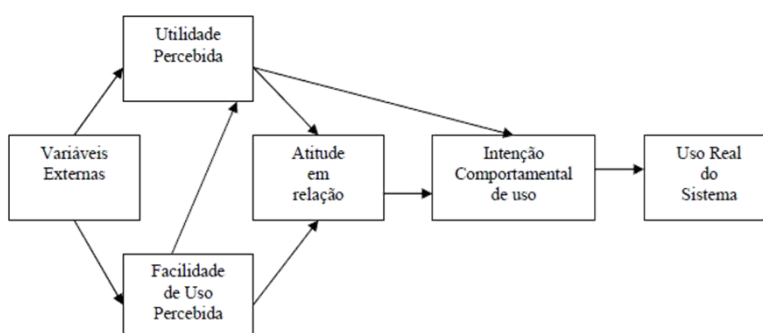 Utilidade
Percebida
Variáveis
Externas
Atitude
em
relação
Intenção
Comportamental
de uso
Uso Real
do
Sistema
Facilidade
de Uso
Percebida